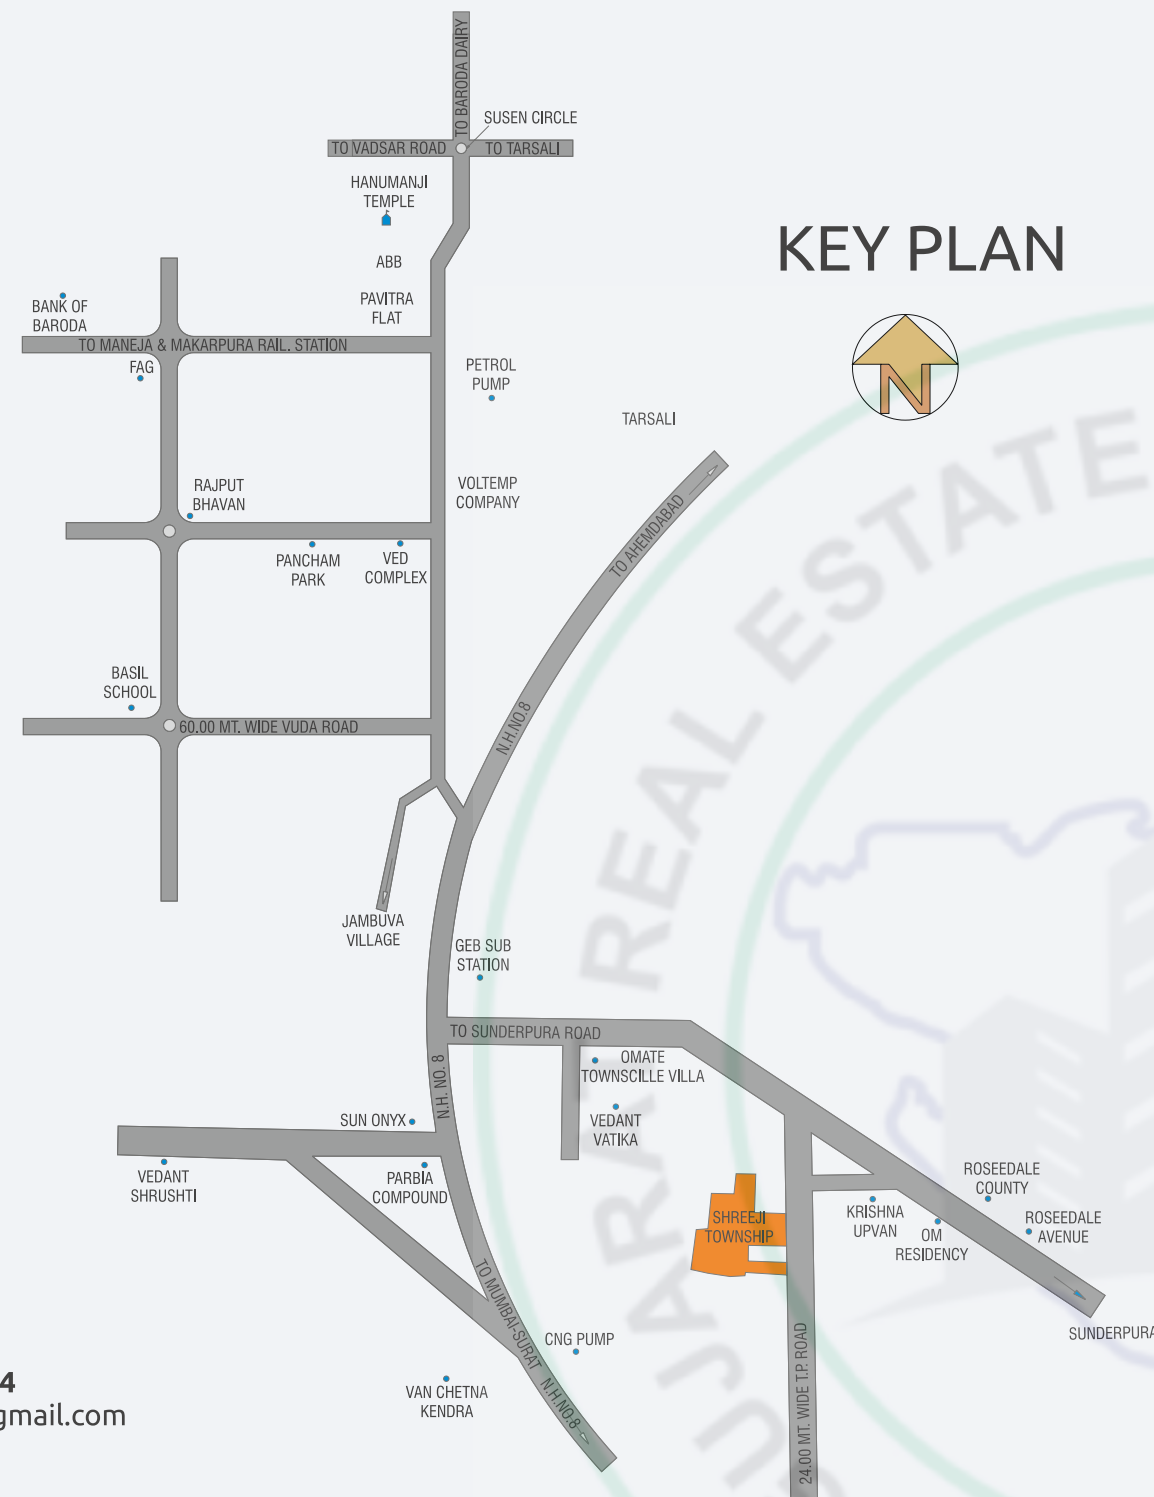 TO BARODA DAIRY
SUSEN CIRCLE
TO VADSAR ROAD
TO TARSALI
HANUMANJI
TEMPLE
KEY PLAN
N
ABB
PAVITRA
FLAT
BANK OF
BARODA
TO MANEJA & MAKARPURA RAIL. STATION
FAG
PETROL
PUMP
TARSALI
RAJPUT
BHAVAN
VOLTEMP
COMPANY
TO AHEMDABAD
PANCHAM
PARK
VED
COMPLEX
BASIL
SCHOOL
60.00 MT. WIDE VUDA ROAD
N.H.NO.8
JAMBUVA
VILLAGE
GEB SUB
STATION
TO SUNDERPURA ROAD
OMATE
TOWNSCILLE VILLA
N.H. NO. 8
SUN ONYX
VEDANT
VATIKA
VEDANT
SHRUSHTI
PARBIA
COMPOUND
ROSEEDALE
COUNTY
SHREEJI
TOWNSHIP
KRISHNA
UPVAN
OM
RESIDENCY
ROSEEDALE
AVENUE
TO MUMBAI-SURAT
N.H.NO.8
CNG PUMP
SUNDERPURA
VAN CHETNA
KENDRA
24.00 MT. WIDE T.P. ROAD
4
gmail.com
UJARAT REAL ESTATE